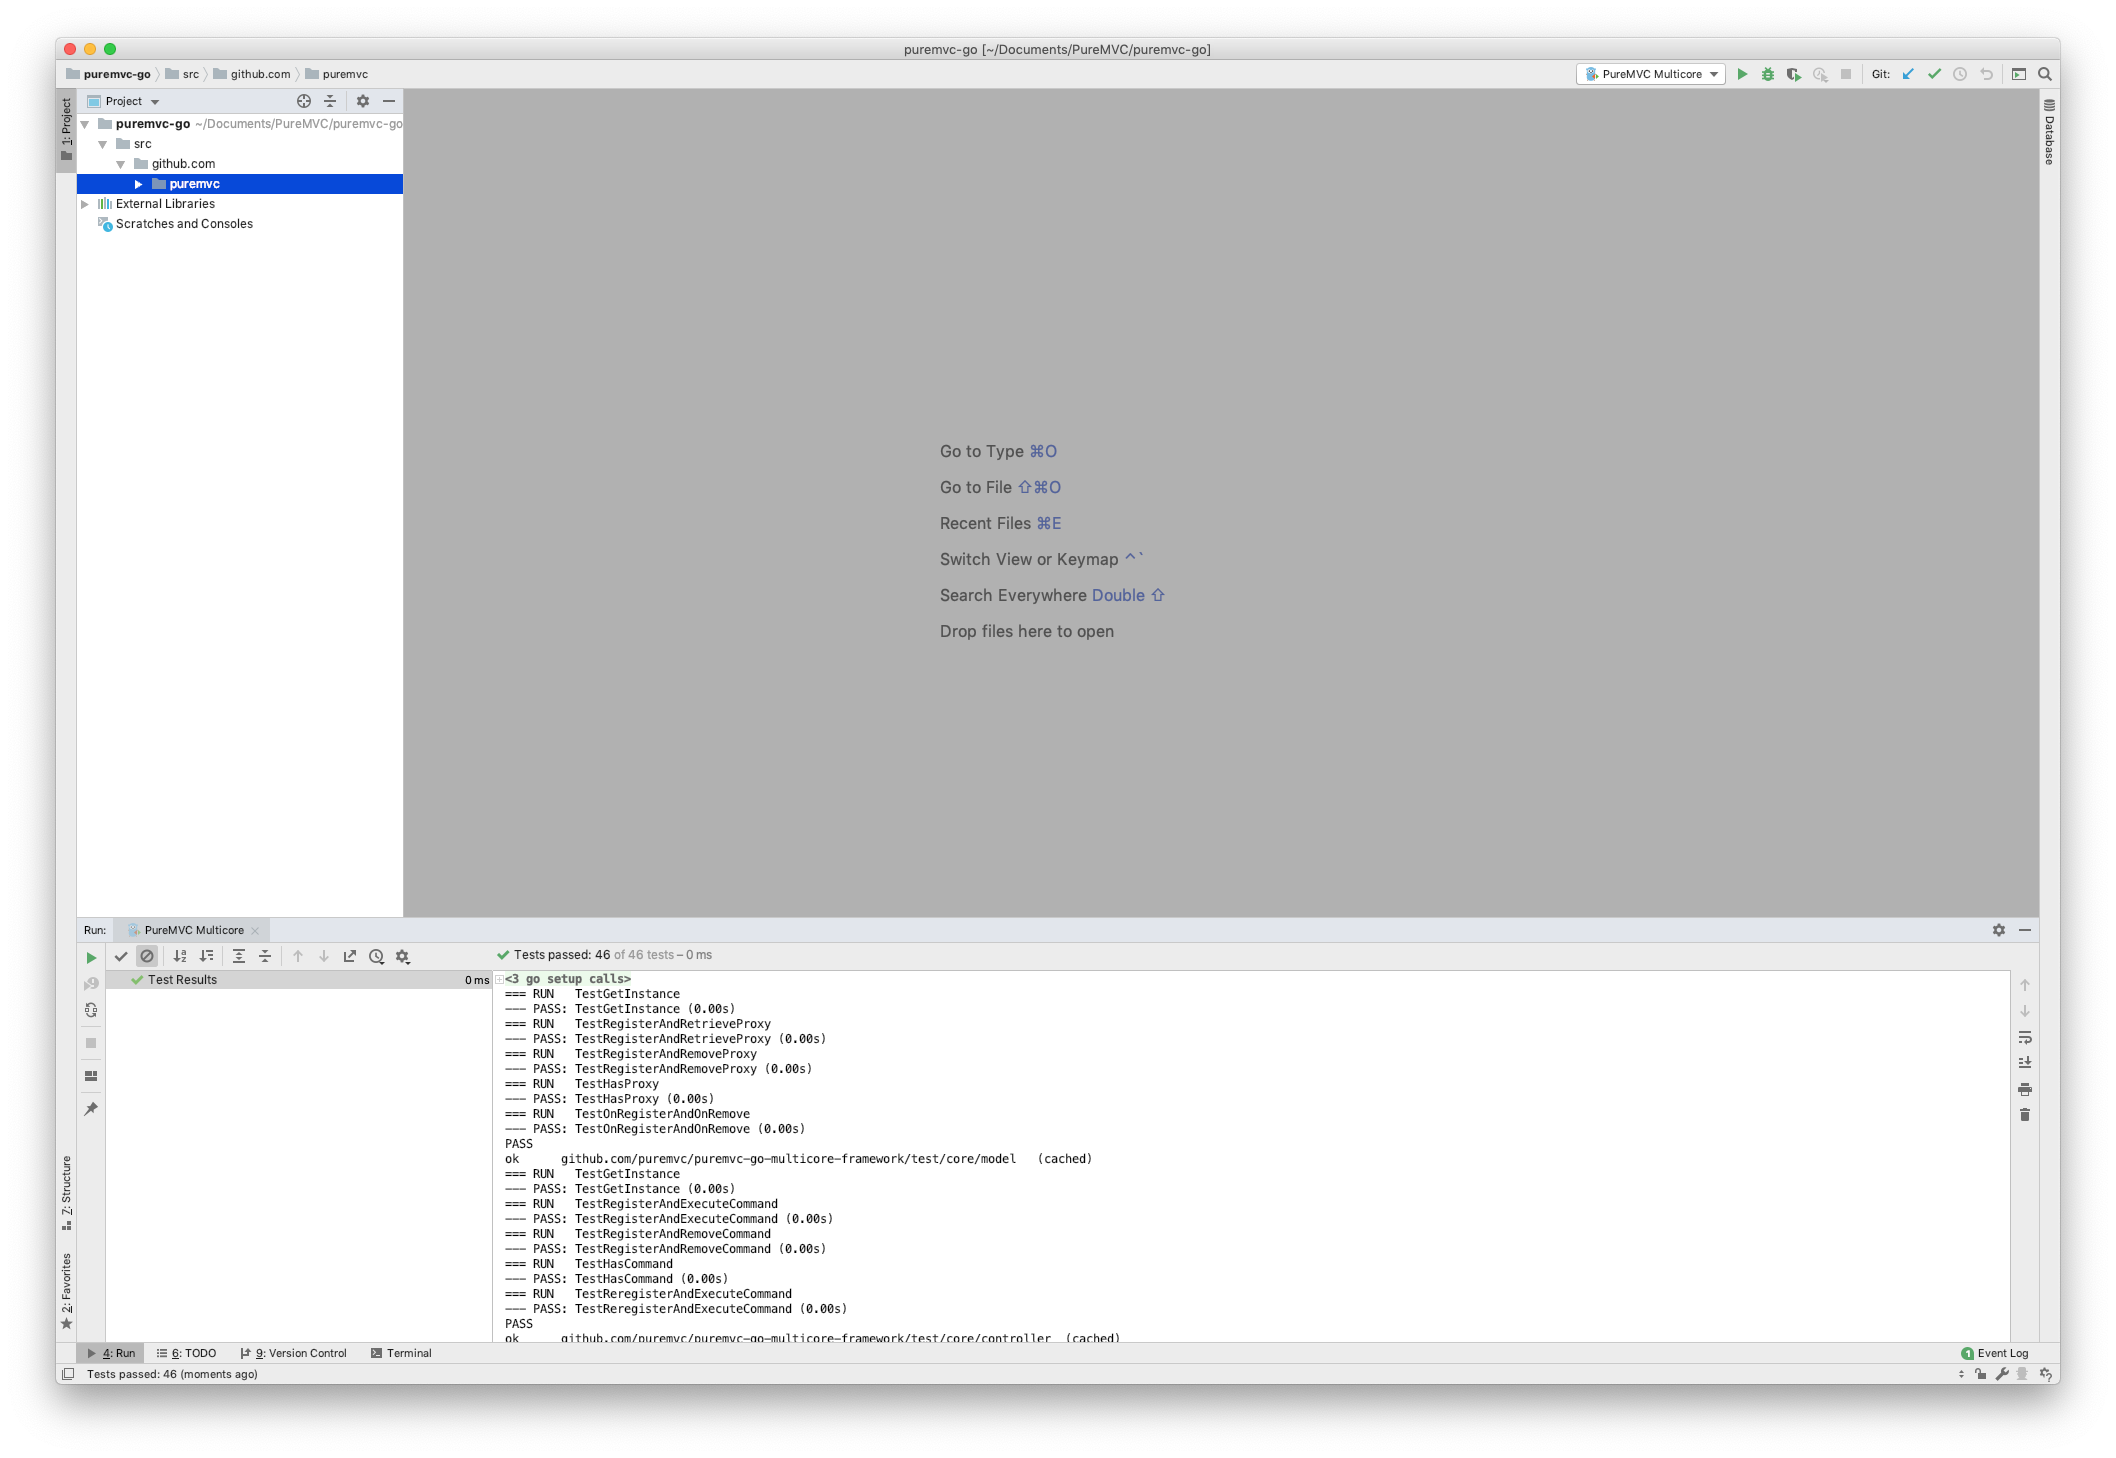 puremvc-go [~/Documents/PureMVC/puremvc-go]
puremvc-go src github.com puremvc
PureMVC Multicore
Git:
1: Project
Project
puremvc-go ~/Documents/PureMVC/puremvc-go
src
github.com
puremvc
External Libraries
Scratches and Consoles
Database
Go to Type ⌘O
Go to File ⇧⌘O
Recent Files ⌘E
Switch View or Keymap ^`
Search Everywhere Double ⇧
Drop files here to open
Run: PureMVC Multicore
Tests passed: 46 of 46 tests – 0 ms
Test Results 0 ms
<3 go setup calls>
=== RUN   TestGetInstance
--- PASS: TestGetInstance (0.00s)
=== RUN   TestRegisterAndRetrieveProxy
--- PASS: TestRegisterAndRetrieveProxy (0.00s)
=== RUN   TestRegisterAndRemoveProxy
--- PASS: TestRegisterAndRemoveProxy (0.00s)
=== RUN   TestHasProxy
--- PASS: TestHasProxy (0.00s)
=== RUN   TestOnRegisterAndOnRemove
--- PASS: TestOnRegisterAndOnRemove (0.00s)
PASS
ok      github.com/puremvc/puremvc-go-multicore-framework/test/core/model   (cached)
=== RUN   TestGetInstance
--- PASS: TestGetInstance (0.00s)
=== RUN   TestRegisterAndExecuteCommand
--- PASS: TestRegisterAndExecuteCommand (0.00s)
=== RUN   TestRegisterAndRemoveCommand
--- PASS: TestRegisterAndRemoveCommand (0.00s)
=== RUN   TestHasCommand
--- PASS: TestHasCommand (0.00s)
=== RUN   TestReregisterAndExecuteCommand
--- PASS: TestReregisterAndExecuteCommand (0.00s)
PASS
ok      github.com/puremvc/puremvc-go-multicore-framework/test/core/controller  (cached)
Z: Structure
2: Favorites
4: Run 6: TODO 9: Version Control Terminal
1 Event Log
Tests passed: 46 (moments ago)